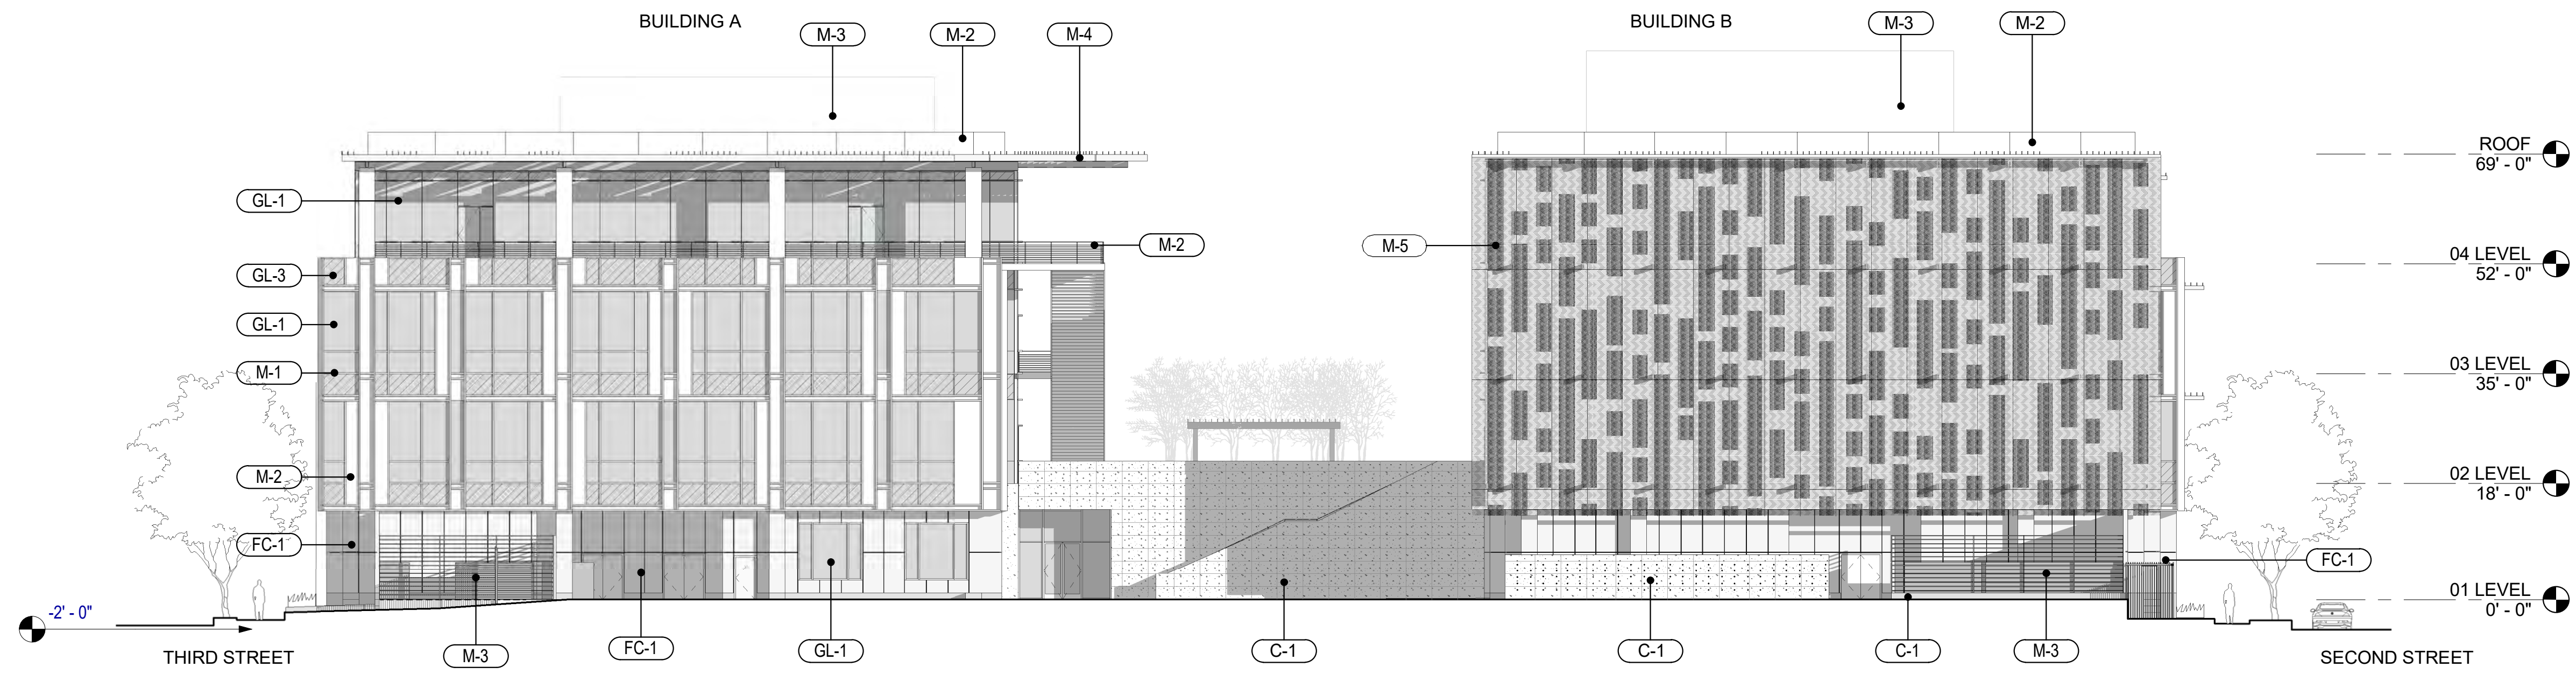 BUILDING A
BUILDING B
M-3
M-2
M-4
M-3
M-2
ROOF
69' - 0"
GL-1
M-2
M-5
04 LEVEL
52' - 0"
GL-3
GL-1
M-1
03 LEVEL
35' - 0"
M-2
02 LEVEL
18' - 0"
FC-1
FC-1
01 LEVEL
0' - 0"
-2' - 0"
THIRD STREET
M-3
FC-1
GL-1
C-1
C-1
C-1
M-3
SECOND STREET